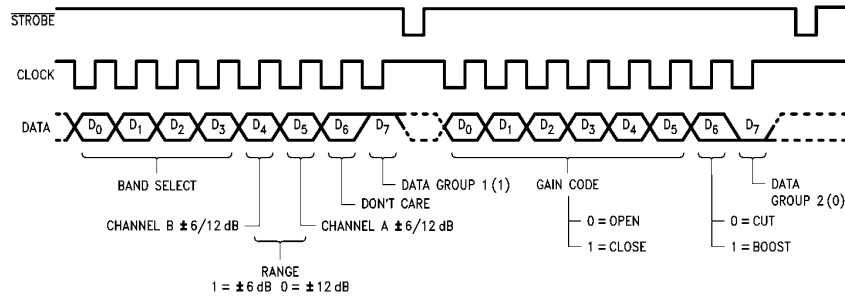 STROBE
CLOCK
DATA D0 D1 D2 D3 D4 D5 D6 D7 D0 D1 D2 D3 D4 D5 D6 D7
BAND SELECT
DATA GROUP 1 (1)
DON'T CARE
CHANNEL B ±6/12 dB
CHANNEL A ±6/12 dB
RANGE
1 = ±6 dB 0 = ±12 dB
GAIN CODE
0 = OPEN
1 = CLOSE
0 = CUT
1 = BOOST
DATA
GROUP 2 (0)